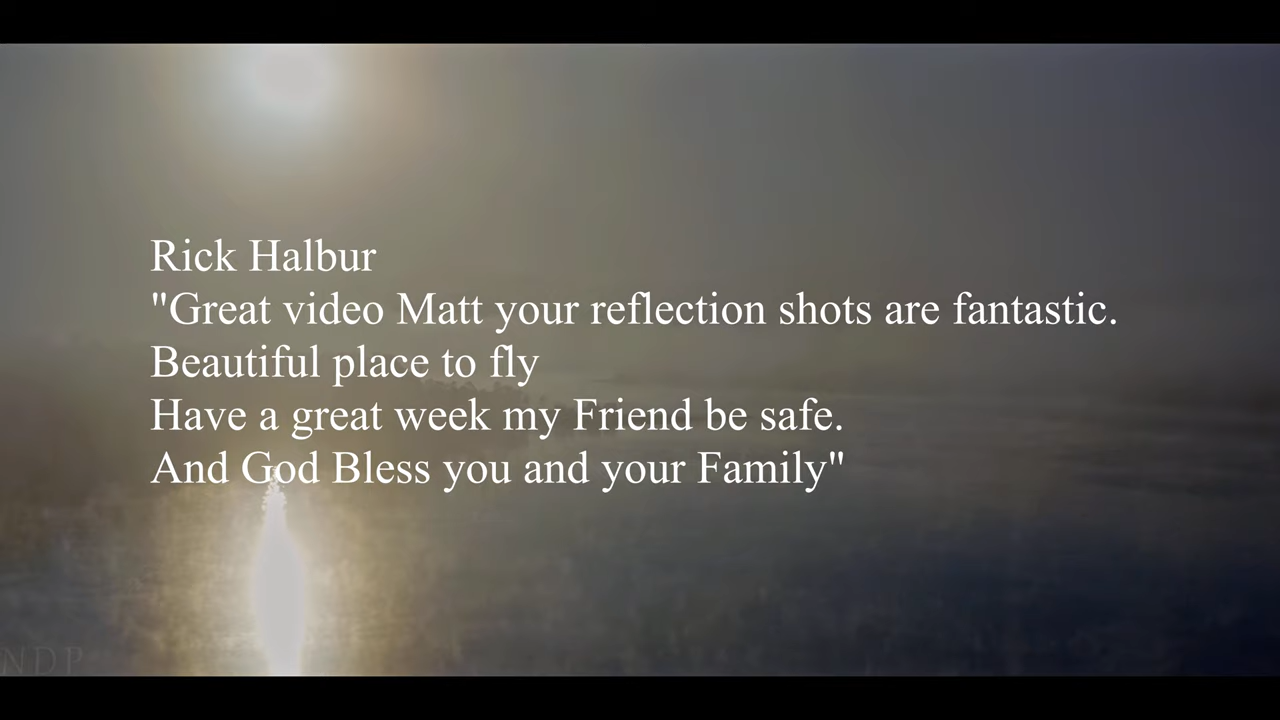 Rick Halbur
"Great video Matt your reflection shots are fantastic.
Beautiful place to fly
Have a great week my Friend be safe.
And God Bless you and your Family"
NDP